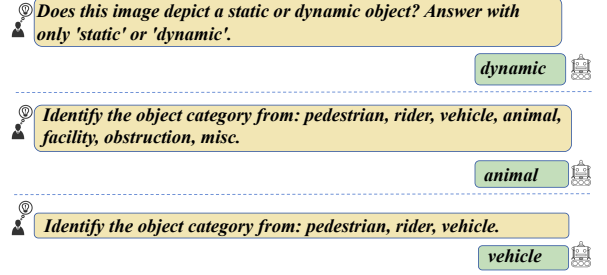 Does this image depict a static or dynamic object? Answer with
only 'static' or 'dynamic'.
dynamic
Identify the object category from: pedestrian, rider, vehicle, animal,
facility, obstruction, misc.
animal
Identify the object category from: pedestrian, rider, vehicle.
vehicle